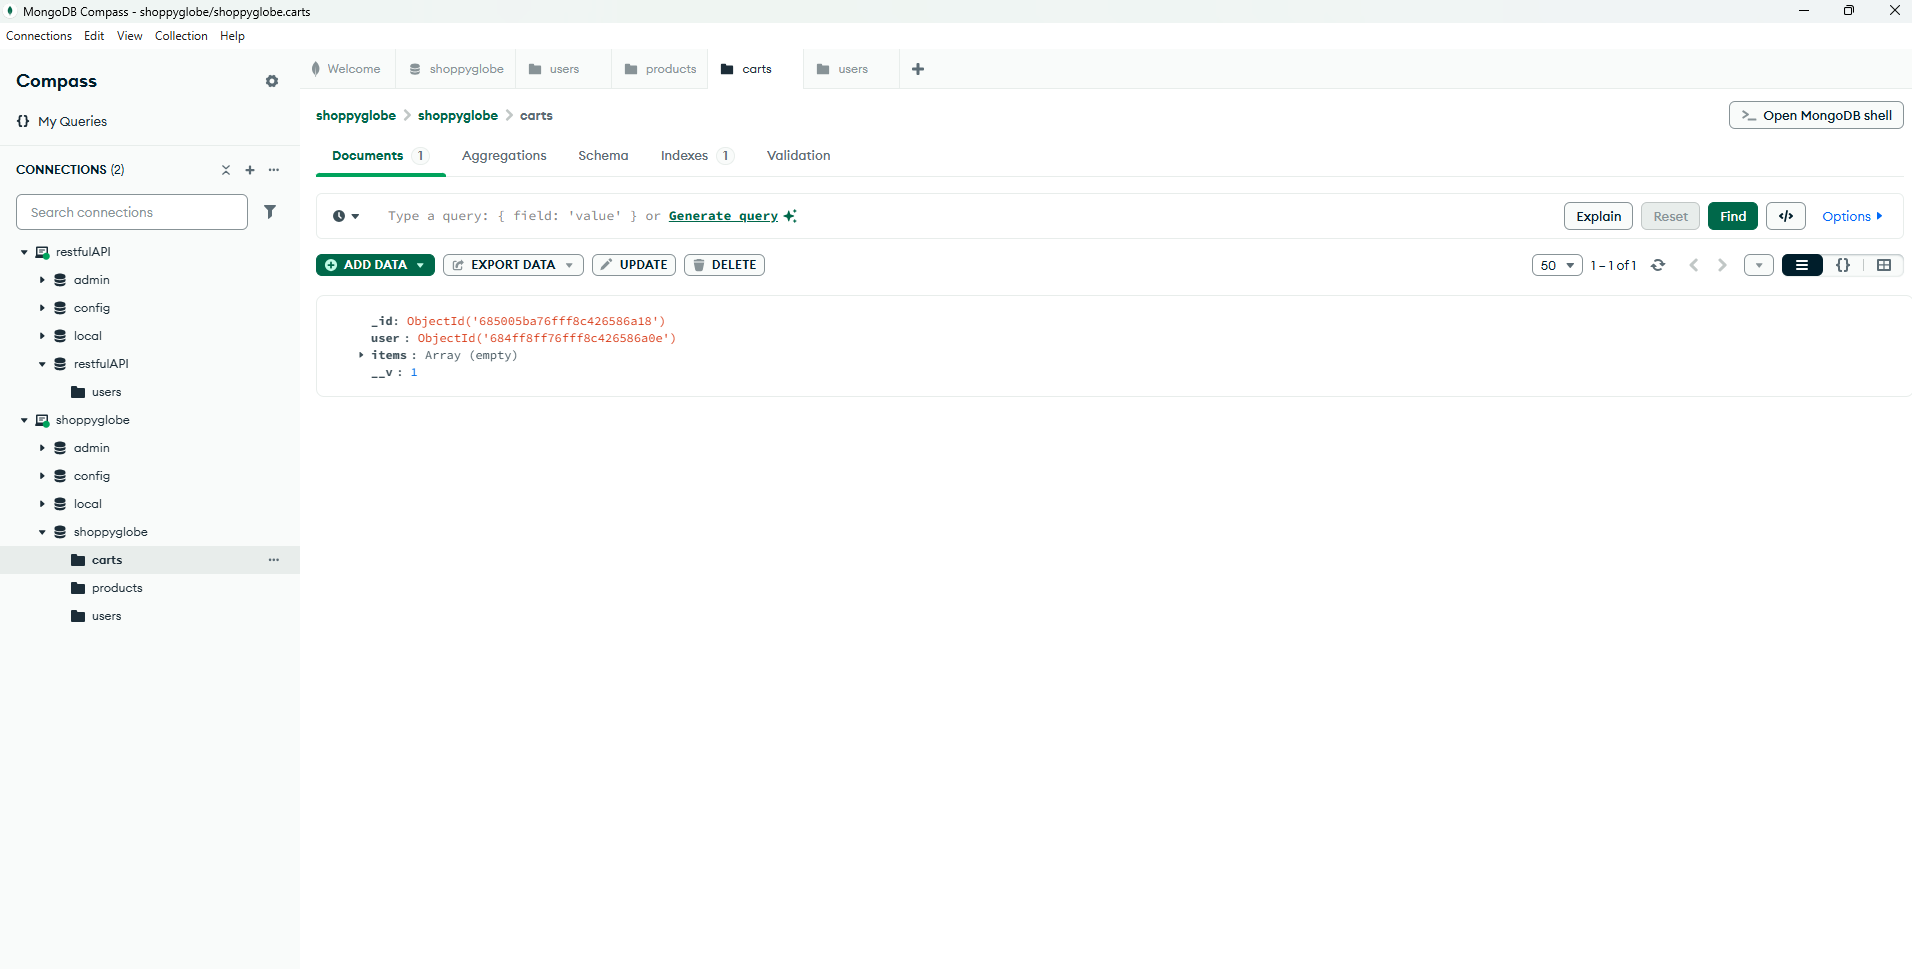 MongoDB Compass - shoppyglobe/shoppyglobe.carts
Connections Edit View Collection Help
Compass
{} My Queries
CONNECTIONS (2)
Search connections
restfulAPI
admin
config
local
restfulAPI
users
shoppyglobe
admin
config
local
shoppyglobe
carts
products
users
Welcome shoppyglobe users products carts users
shoppyglobe > shoppyglobe > carts
>_ Open MongoDB shell
Documents 1 Aggregations Schema Indexes 1 Validation
Type a query: { field: 'value' } or Generate query
Explain Reset Find </> Options
ADD DATA EXPORT DATA UPDATE DELETE
50 1–1 of 1 {}
_id: ObjectId('685005ba76fff8c426586a18')
user : ObjectId('684ff8ff76fff8c426586a0e')
items : Array (empty)
__v : 1